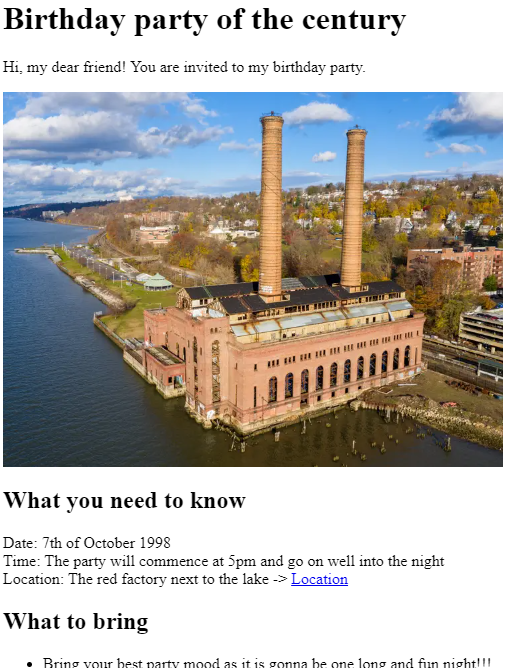 Birthday party of the century
Hi, my dear friend! You are invited to my birthday party.
What you need to know
Date: 7th of October 1998
Time: The party will commence at 5pm and go on well into the night
Location: The red factory next to the lake -> Location
What to bring
• Bring your best party mood as it is gonna be one long and fun night!!!